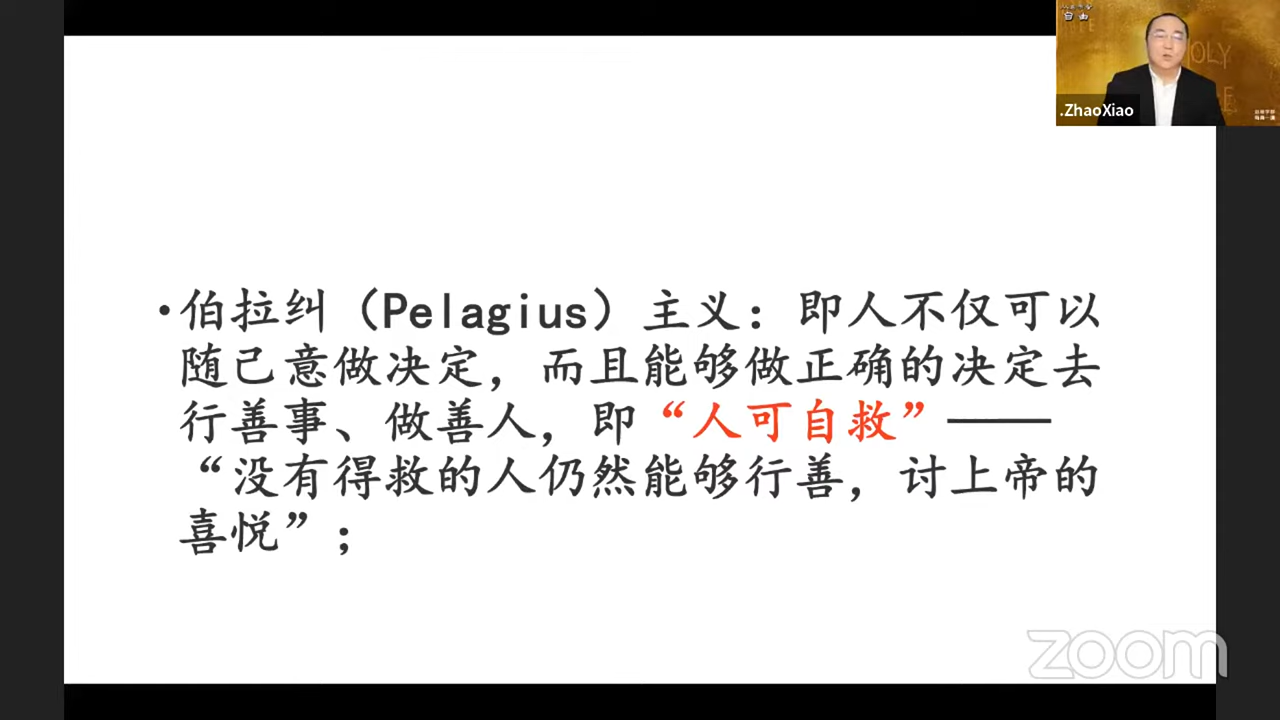 自由
OLY
.ZhaoXiao
•伯拉纠（Pelagius）主义：即人不仅可以
随己意做决定，而且能够做正确的决定去
行善事、做善人，即“人可自救”——
“没有得救的人仍然能够行善，讨上帝的
喜悦”；
zoom